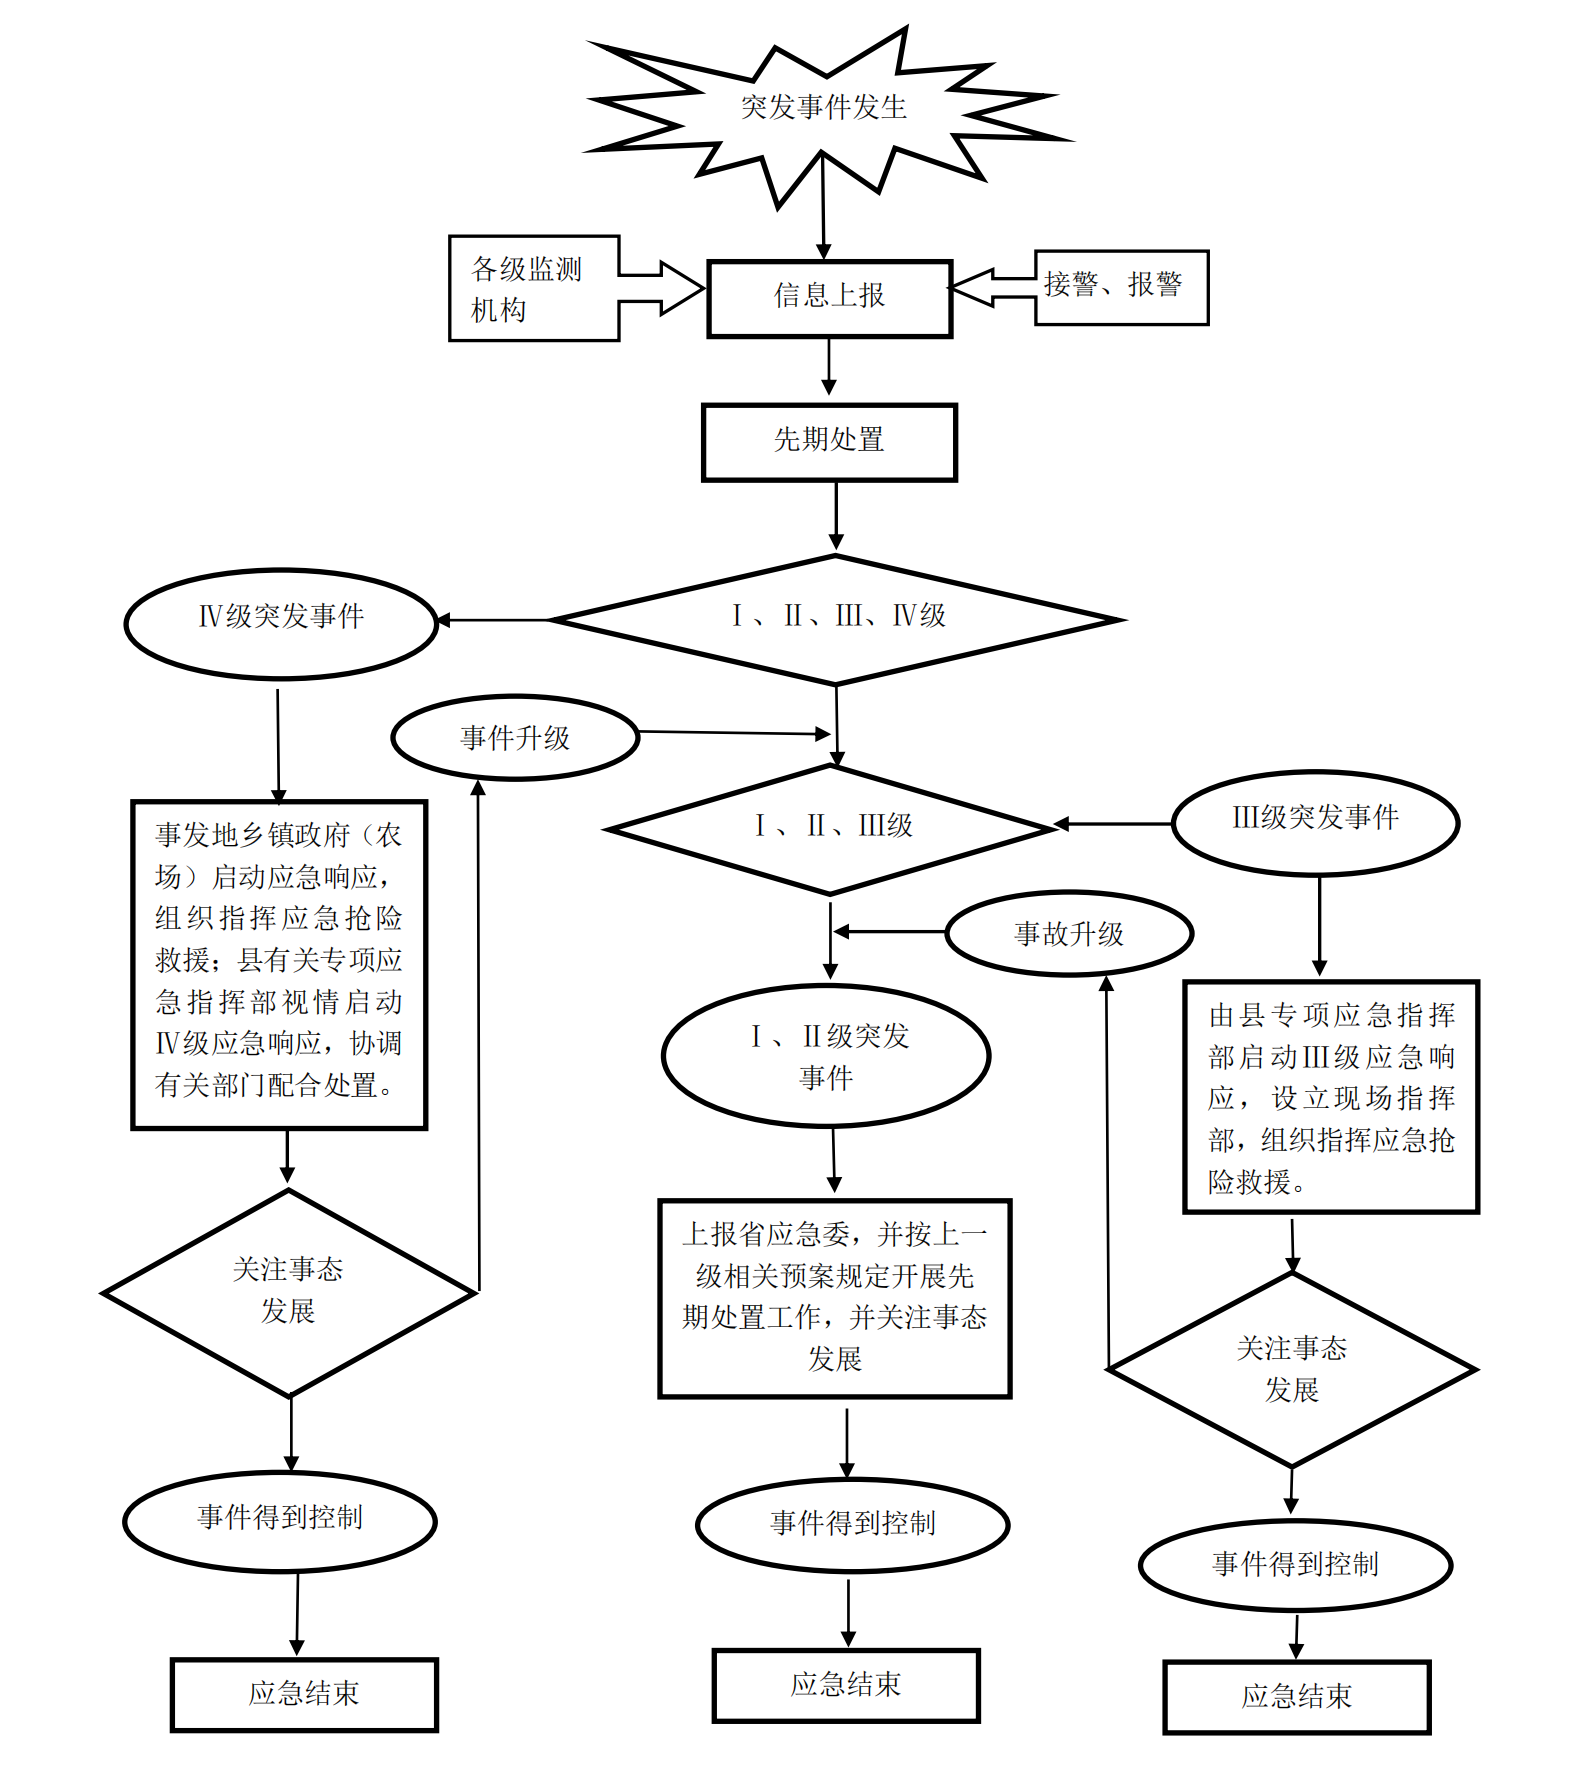 突发事件发生
各级监测
机构
信息上报
接警、报警
先期处置
Ⅳ级突发事件
Ⅰ、Ⅱ、Ⅲ、Ⅳ级
事件升级
Ⅰ、Ⅱ、Ⅲ级
Ⅲ级突发事件
事发地乡镇政府（农
场）启动应急响应，
组织指挥应急抢险
救援；县有关专项应
急指挥部视情启动
Ⅳ级应急响应，协调
有关部门配合处置。
事故升级
Ⅰ、Ⅱ级突发
事件
由县专项应急指挥
部启动Ⅲ级应急响
应，设立现场指挥
部，组织指挥应急抢
险救援。
关注事态
发展
上报省应急委，并按上一
级相关预案规定开展先
期处置工作，并关注事态
发展
关注事态
发展
事件得到控制
事件得到控制
事件得到控制
应急结束
应急结束
应急结束